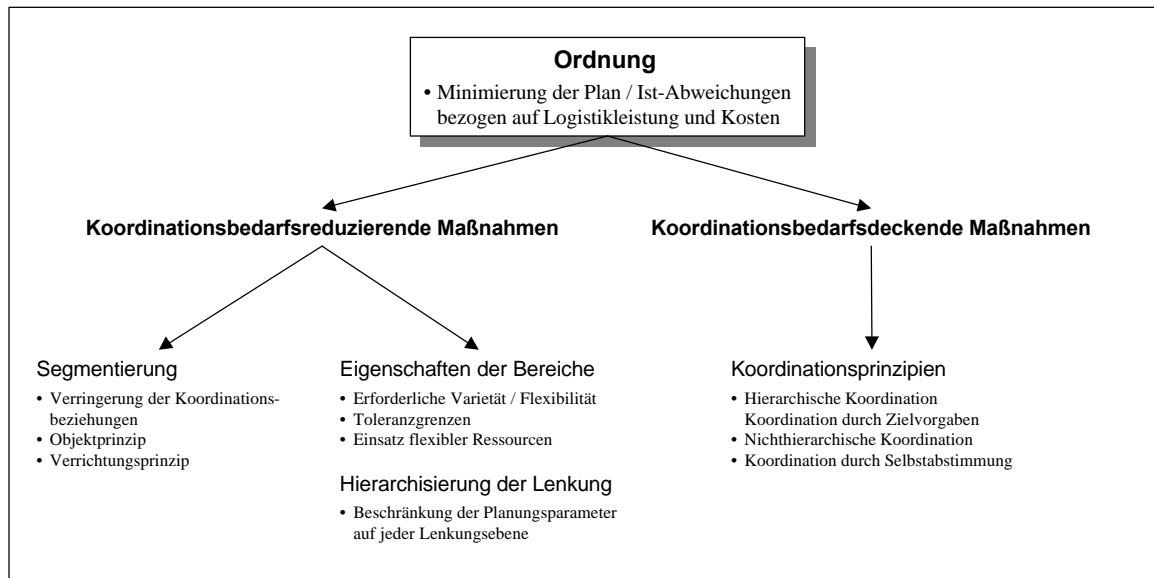 Ordnung
• Minimierung der Plan / Ist-Abweichungen
bezogen auf Logistikleistung und Kosten
Koordinationsbedarfsreduzierende Maßnahmen
Koordinationsbedarfsdeckende Maßnahmen
Segmentierung
• Verringerung der Koordinations-
beziehungen
• Objektprinzip
• Verrichtungsprinzip
Eigenschaften der Bereiche
• Erforderliche Varietät / Flexibilität
• Toleranzgrenzen
• Einsatz flexibler Ressourcen
Hierarchisierung der Lenkung
• Beschränkung der Planungsparameter
auf jeder Lenkungsebene
Koordinationsprinzipien
• Hierarchische Koordination
Koordination durch Zielvorgaben
• Nichthierarchische Koordination
• Koordination durch Selbstabstimmung